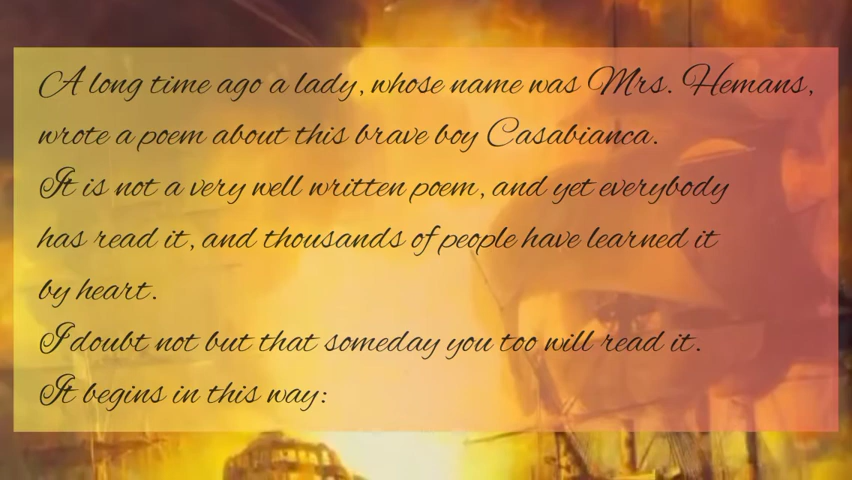 A long time ago a lady, whose name was Mrs. Hemans,
wrote a poem about this brave boy Casabianca.
It is not a very well written poem, and yet everybody
has read it, and thousands of people have learned it
by heart.
I doubt not but that someday you too will read it.
It begins in this way: